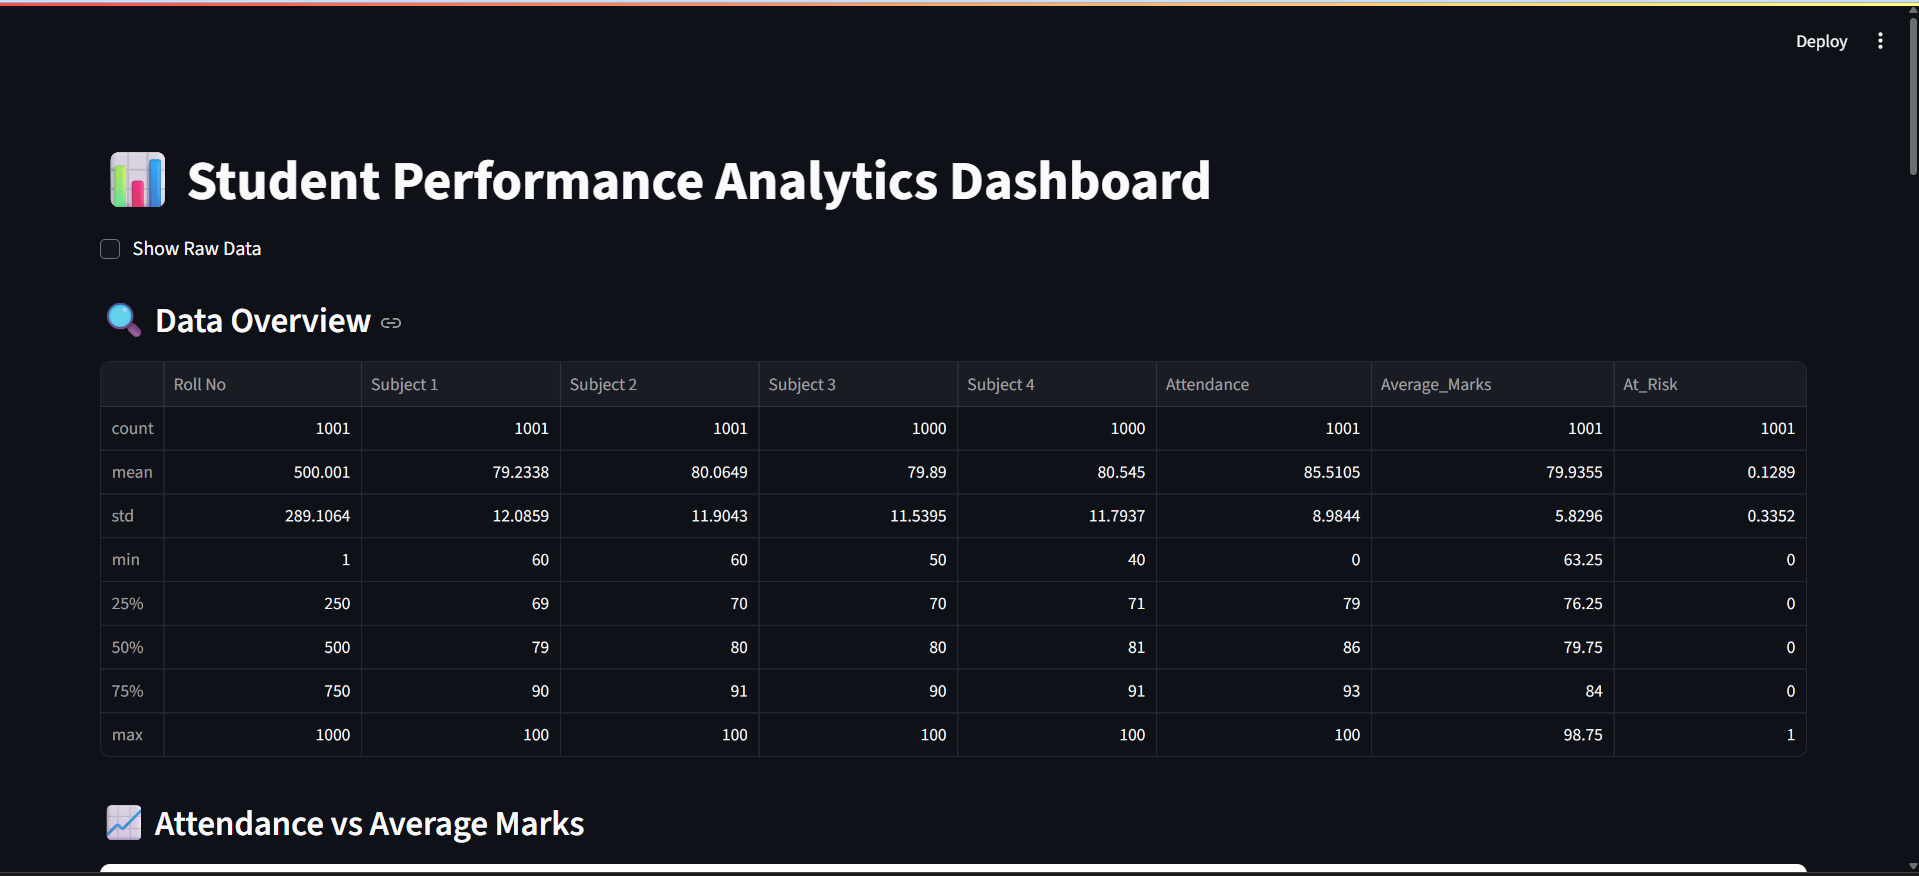 Deploy
Student Performance Analytics Dashboard
Show Raw Data
Data Overview
Roll No Subject 1 Subject 2 Subject 3 Subject 4 Attendance Average_Marks At_Risk
count 1001 1001 1001 1000 1000 1001 1001 1001
mean 500.001 79.2338 80.0649 79.89 80.545 85.5105 79.9355 0.1289
std 289.1064 12.0859 11.9043 11.5395 11.7937 8.9844 5.8296 0.3352
min 1 60 60 50 40 0 63.25 0
25% 250 69 70 70 71 79 76.25 0
50% 500 79 80 80 81 86 79.75 0
75% 750 90 91 90 91 93 84 0
max 1000 100 100 100 100 100 98.75 1
Attendance vs Average Marks